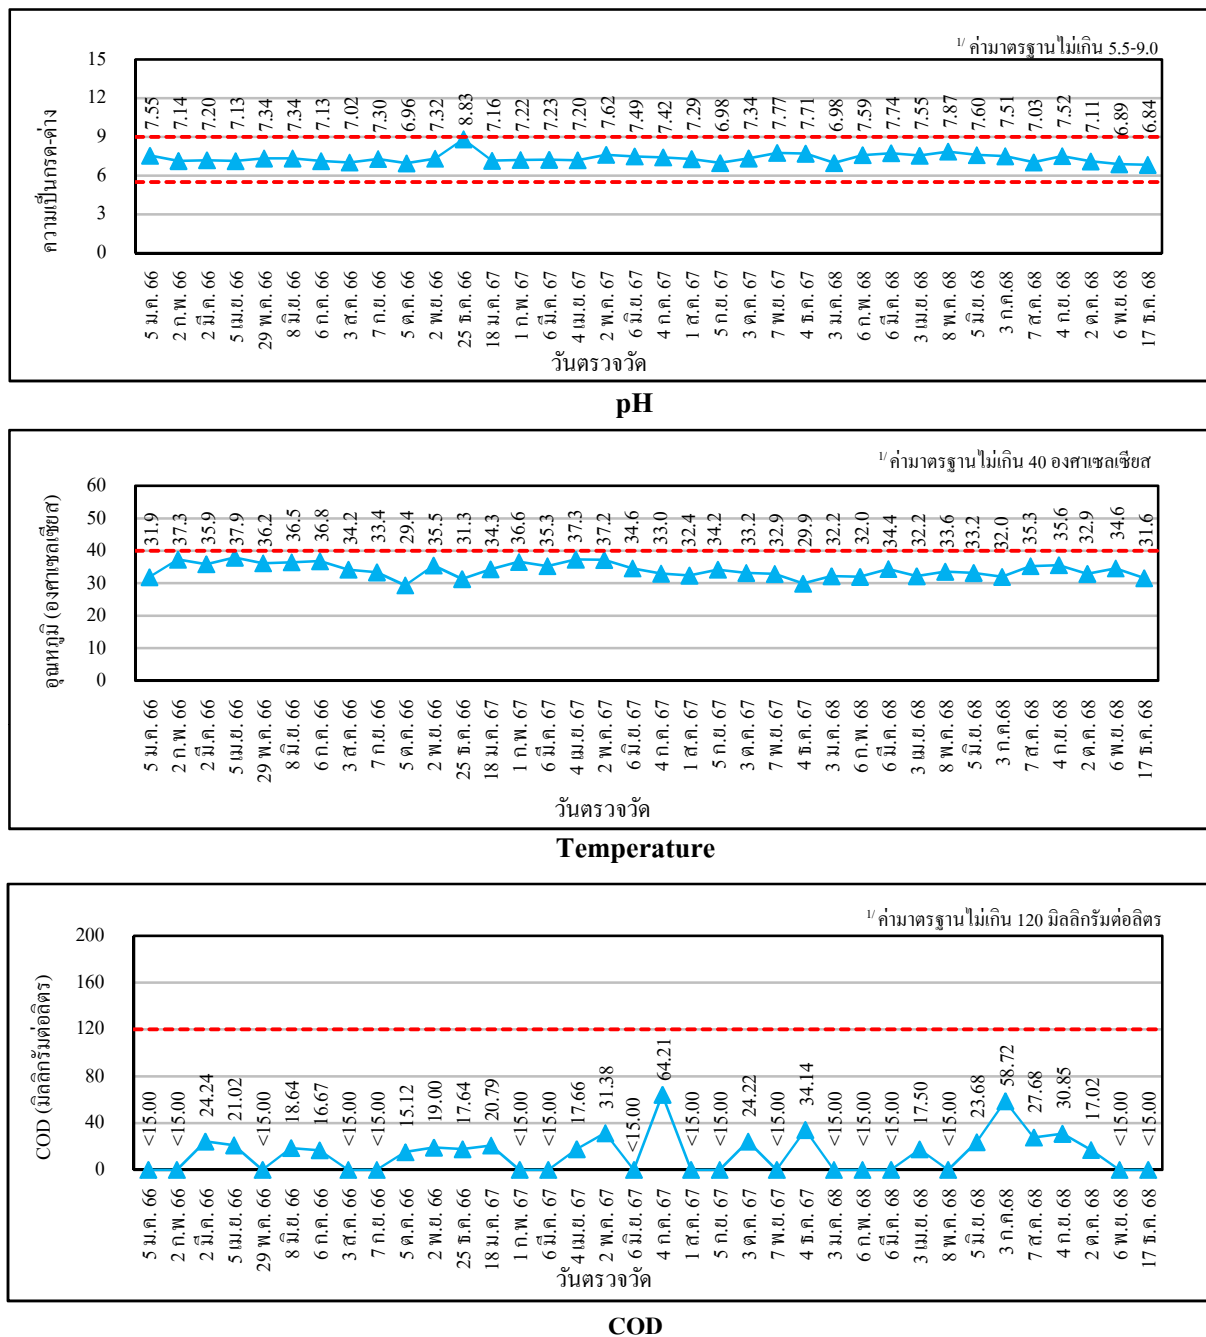 1/ ค่ามาตรฐานไม่เกิน 5.5-9.0
ความเป็นกรด-ด่าง
15
12
9
6
3
0
7.55 7.14 7.20 7.13 7.34 7.34 7.13 7.02 7.30 6.96 7.32 8.83 7.16 7.22 7.23 7.20 7.62 7.49 7.42 7.29 6.98 7.34 7.77 7.71 6.98 7.59 7.74 7.55 7.87 7.60 7.51 7.03 7.52 7.11 6.89 6.84
5 ม.ค. 66 2 ก.พ. 66 2 มี.ค. 66 5 เม.ย. 66 29 พ.ค. 66 8 มิ.ย. 66 6 ก.ค. 66 3 ส.ค. 66 7 ก.ย. 66 5 ต.ค. 66 2 พ.ย. 66 25 ธ.ค. 66 18 ม.ค. 67 1 ก.พ. 67 6 มี.ค. 67 4 เม.ย. 67 2 พ.ค. 67 6 มิ.ย. 67 4 ก.ค. 67 1 ส.ค. 67 5 ก.ย. 67 3 ต.ค. 67 7 พ.ย. 67 4 ธ.ค. 67 3 ม.ค. 68 6 ก.พ. 68 6 มี.ค. 68 3 เม.ย. 68 8 พ.ค. 68 5 มิ.ย. 68 3 ก.ค.68 7 ส.ค. 68 4 ก.ย. 68 2 ต.ค. 68 6 พ.ย. 68 17 ธ.ค. 68
วันตรวจวัด
pH
1/ ค่ามาตรฐานไม่เกิน 40 องศาเซลเซียส
อุณหภูมิ (องศาเซลเซียส)
60
50
40
30
20
10
0
31.9 37.3 35.9 37.9 36.2 36.5 36.8 34.2 33.4 29.4 35.5 31.3 34.3 36.6 35.3 37.3 37.2 34.6 33.0 32.4 34.2 33.2 32.9 29.9 32.2 32.0 34.4 32.2 33.6 33.2 32.0 35.3 35.6 32.9 34.6 31.6
5 ม.ค. 66 2 ก.พ. 66 2 มี.ค. 66 5 เม.ย. 66 29 พ.ค. 66 8 มิ.ย. 66 6 ก.ค. 66 3 ส.ค. 66 7 ก.ย. 66 5 ต.ค. 66 2 พ.ย. 66 25 ธ.ค. 66 18 ม.ค. 67 1 ก.พ. 67 6 มี.ค. 67 4 เม.ย. 67 2 พ.ค. 67 6 มิ.ย. 67 4 ก.ค. 67 1 ส.ค. 67 5 ก.ย. 67 3 ต.ค. 67 7 พ.ย. 67 4 ธ.ค. 67 3 ม.ค. 68 6 ก.พ. 68 6 มี.ค. 68 3 เม.ย. 68 8 พ.ค. 68 5 มิ.ย. 68 3 ก.ค.68 7 ส.ค. 68 4 ก.ย. 68 2 ต.ค. 68 6 พ.ย. 68 17 ธ.ค. 68
วันตรวจวัด
Temperature
1/ ค่ามาตรฐานไม่เกิน 120 มิลลิกรัมต่อลิตร
COD (มิลลิกรัมต่อลิตร)
200
160
120
80
40
0
<15.00 <15.00 24.24 21.02 <15.00 18.64 16.67 <15.00 <15.00 15.12 19.00 17.64 20.79 <15.00 <15.00 17.66 31.38 <15.00 64.21 <15.00 <15.00 24.22 <15.00 34.14 <15.00 <15.00 <15.00 17.50 <15.00 23.68 58.72 27.68 30.85 17.02 <15.00 <15.00
5 ม.ค. 66 2 ก.พ. 66 2 มี.ค. 66 5 เม.ย. 66 29 พ.ค. 66 8 มิ.ย. 66 6 ก.ค. 66 3 ส.ค. 66 7 ก.ย. 66 5 ต.ค. 66 2 พ.ย. 66 25 ธ.ค. 66 18 ม.ค. 67 1 ก.พ. 67 6 มี.ค. 67 4 เม.ย. 67 2 พ.ค. 67 6 มิ.ย. 67 4 ก.ค. 67 1 ส.ค. 67 5 ก.ย. 67 3 ต.ค. 67 7 พ.ย. 67 4 ธ.ค. 67 3 ม.ค. 68 6 ก.พ. 68 6 มี.ค. 68 3 เม.ย. 68 8 พ.ค. 68 5 มิ.ย. 68 3 ก.ค.68 7 ส.ค. 68 4 ก.ย. 68 2 ต.ค. 68 6 พ.ย. 68 17 ธ.ค. 68
วันตรวจวัด
COD